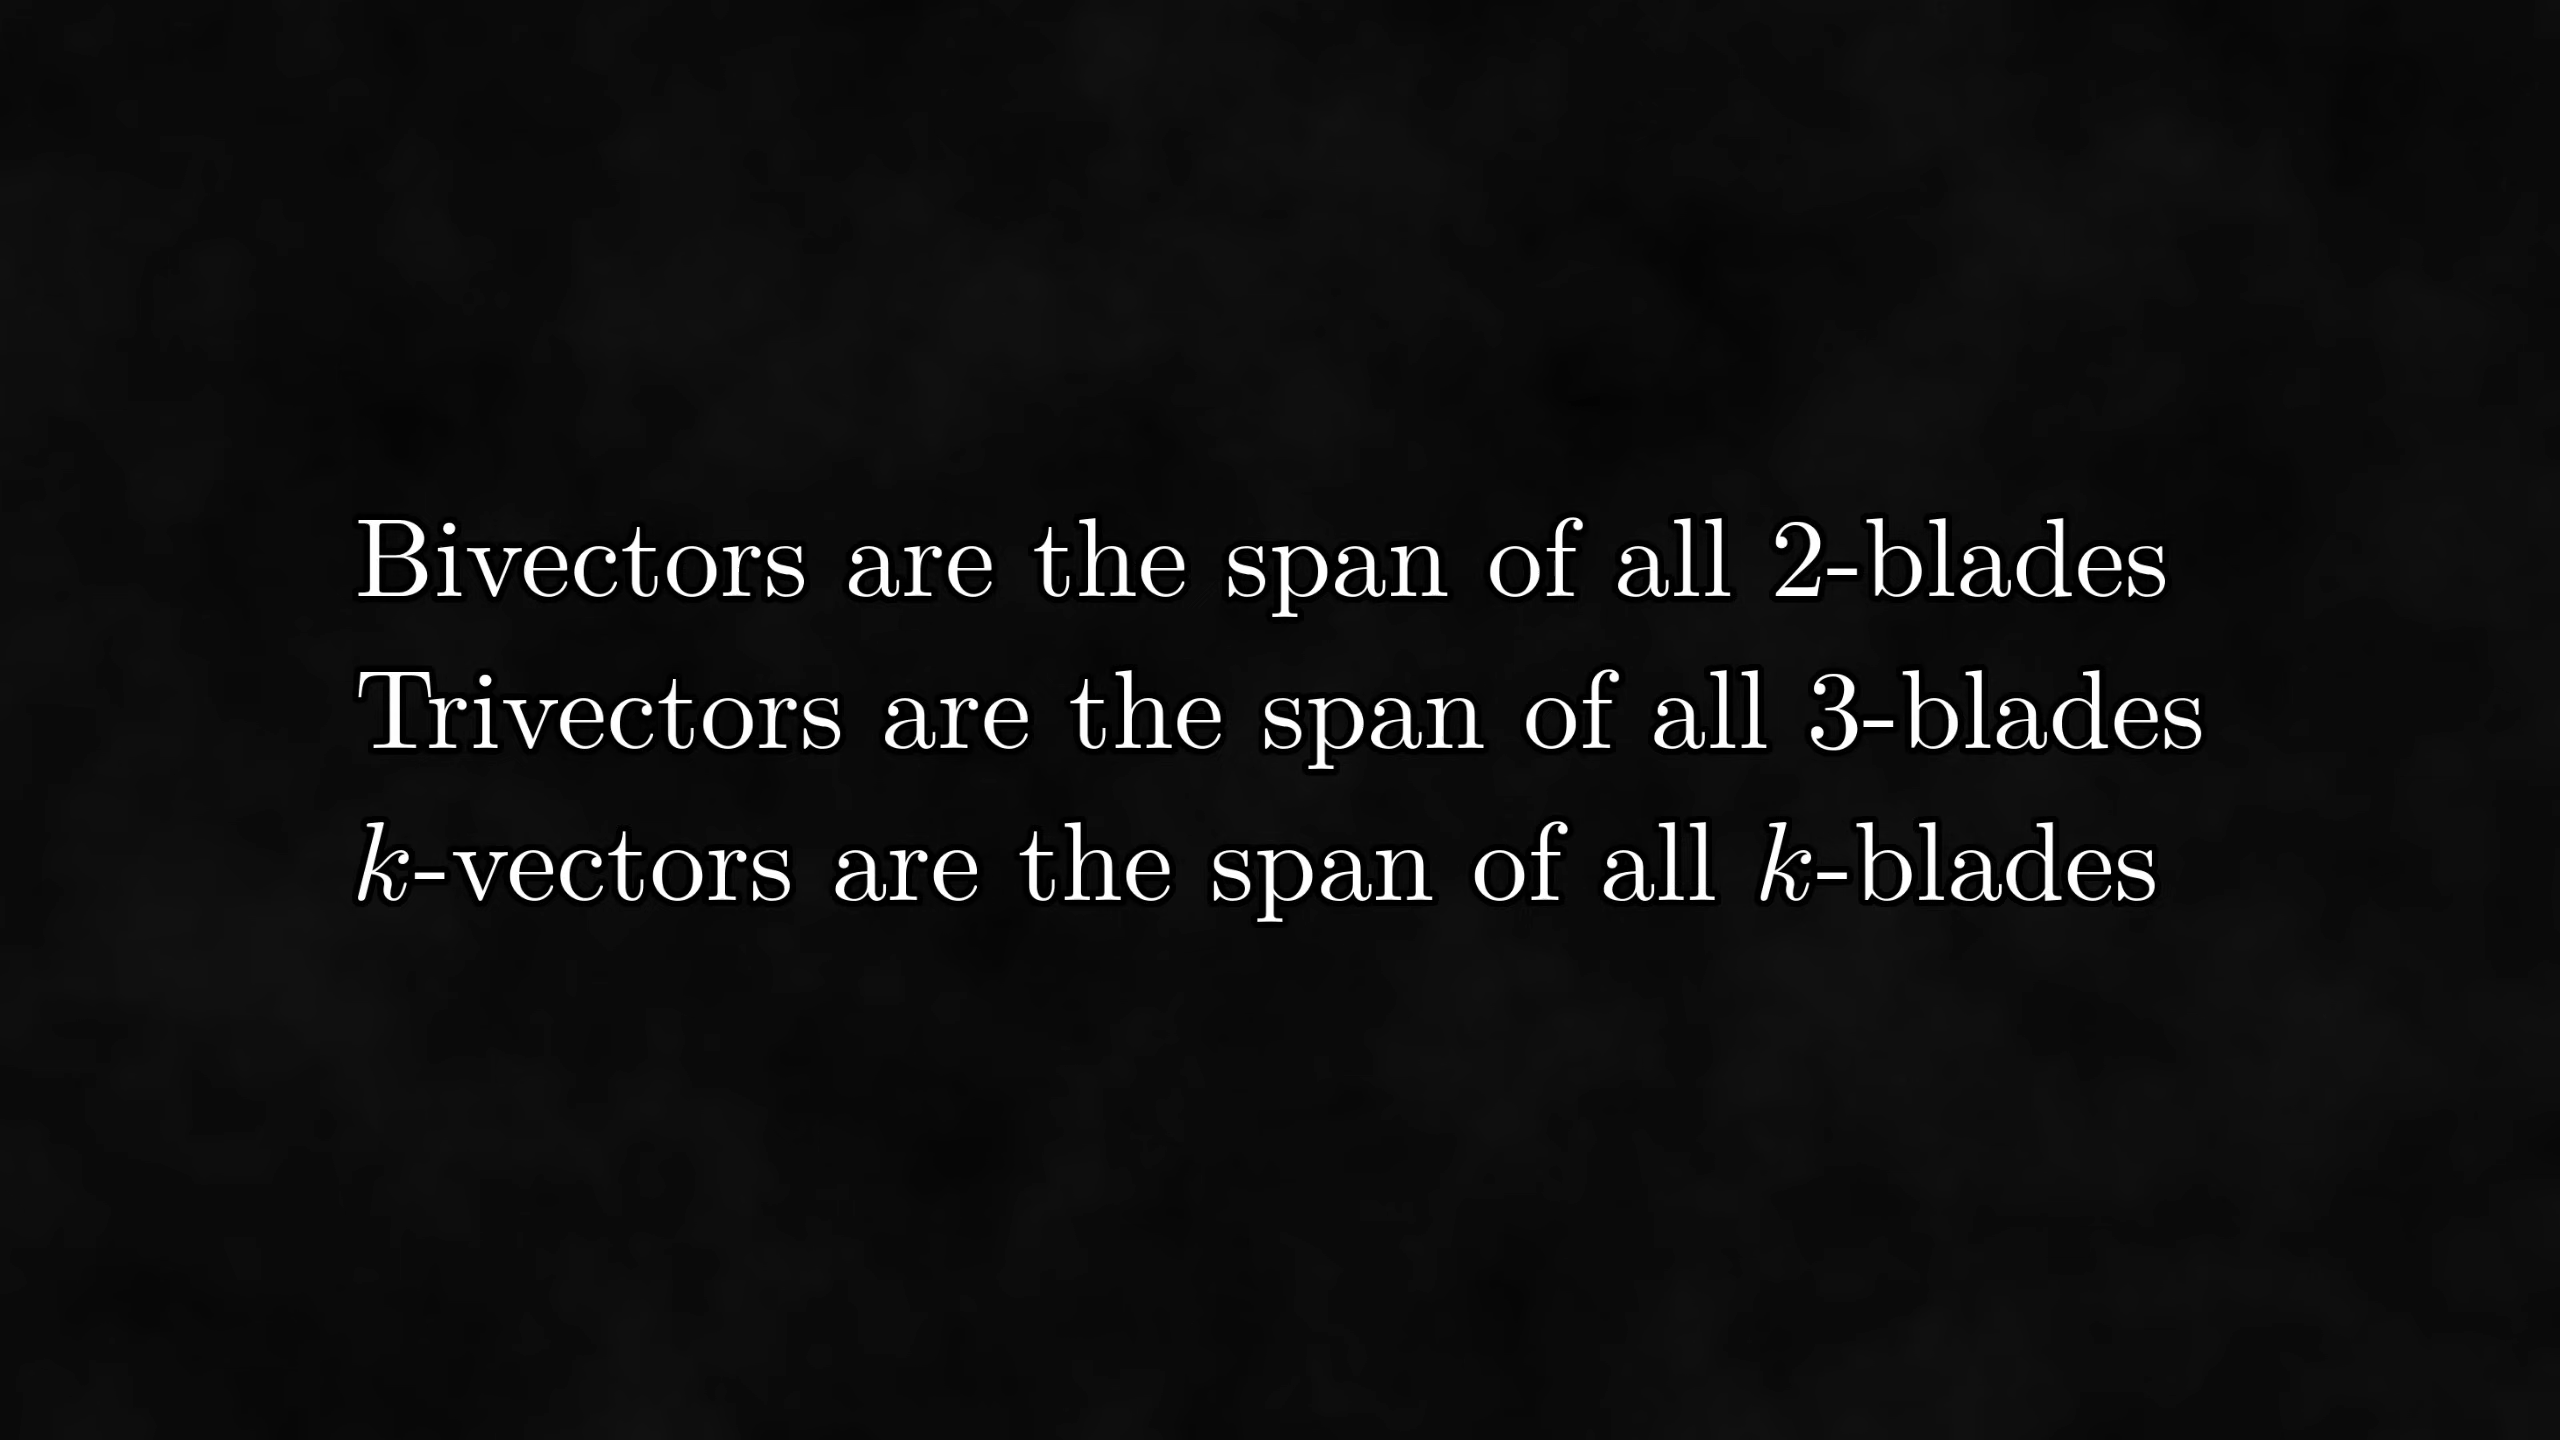 Bivectors are the span of all 2-blades
Trivectors are the span of all 3-blades
k-vectors are the span of all k-blades